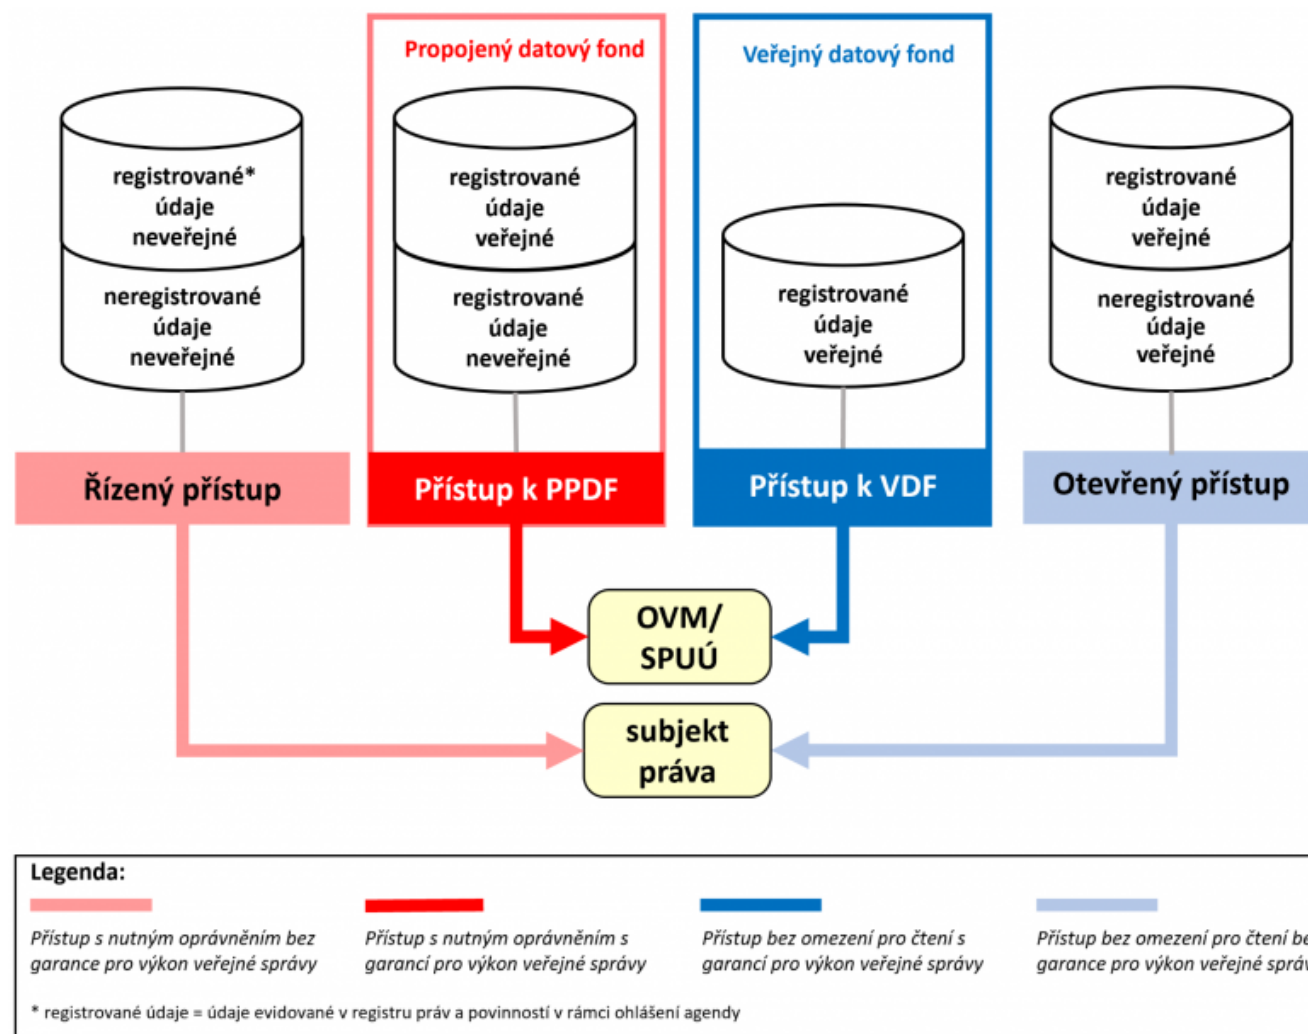 Propojený datový fond
Veřejný datový fond
registrované*
údaje
neveřejné
neregistrované
údaje
neveřejné
registrované
údaje
veřejné
registrované
údaje
neveřejné
registrované
údaje
veřejné
registrované
údaje
veřejné
neregistrované
údaje
veřejné
Řízený přístup
Přístup k PPDF
Přístup k VDF
Otevřený přístup
OVM/
SPUÚ
subjekt
práva
Legenda:
Přístup s nutným oprávněním bez
garance pro výkon veřejné správy
Přístup s nutným oprávněním s
garancí pro výkon veřejné správy
Přístup bez omezení pro čtení s
garancí pro výkon veřejné správy
Přístup bez omezení pro čtení be
garance pro výkon veřejné správ
* registrované údaje = údaje evidované v registru práv a povinností v rámci ohlášení agendy